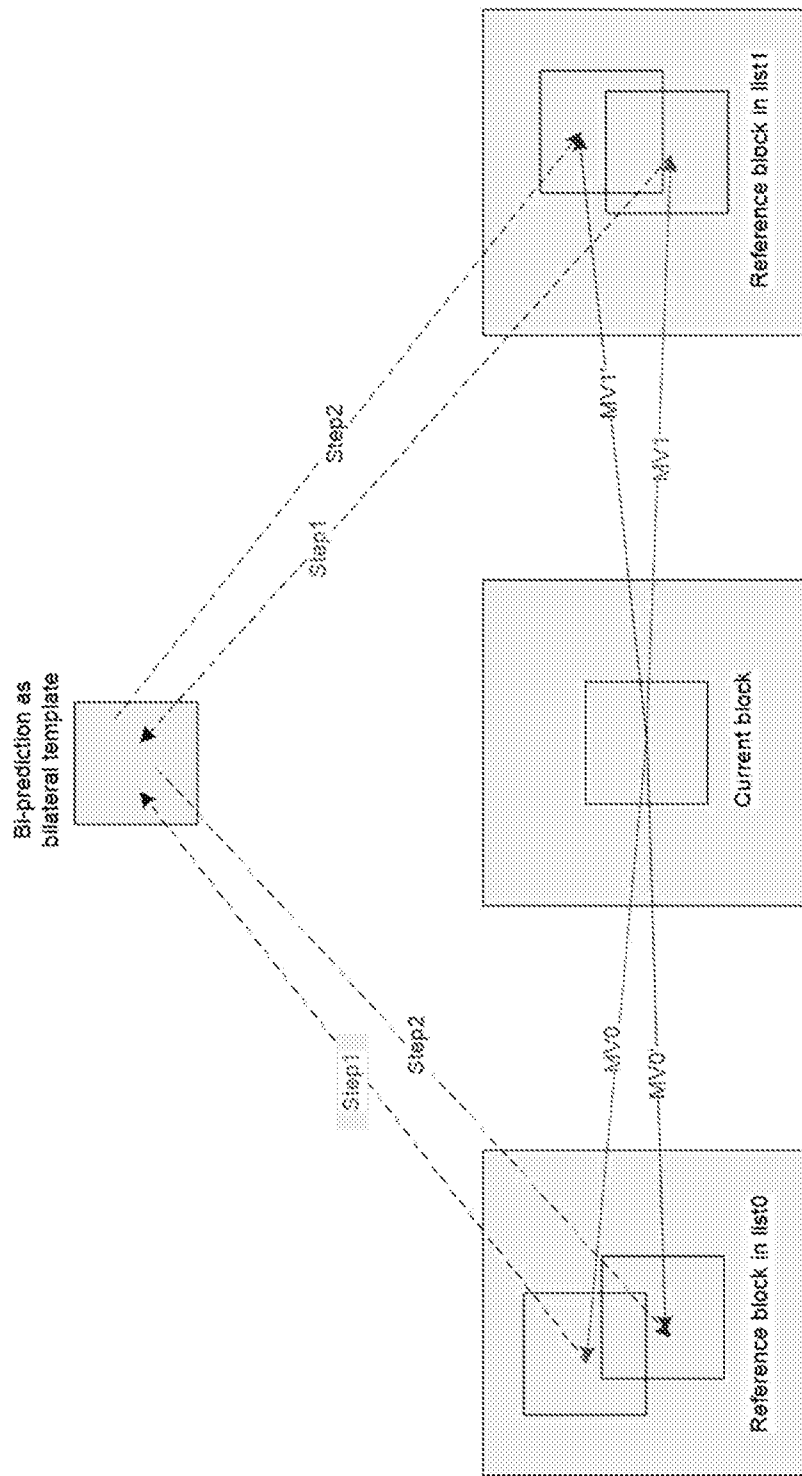 Bi-prediction as
bilateral template
Step1
Step2
Step1
Step2
MV0
MV0'
MV1'
MV1
Reference block in list0
Current block
Reference block in list1